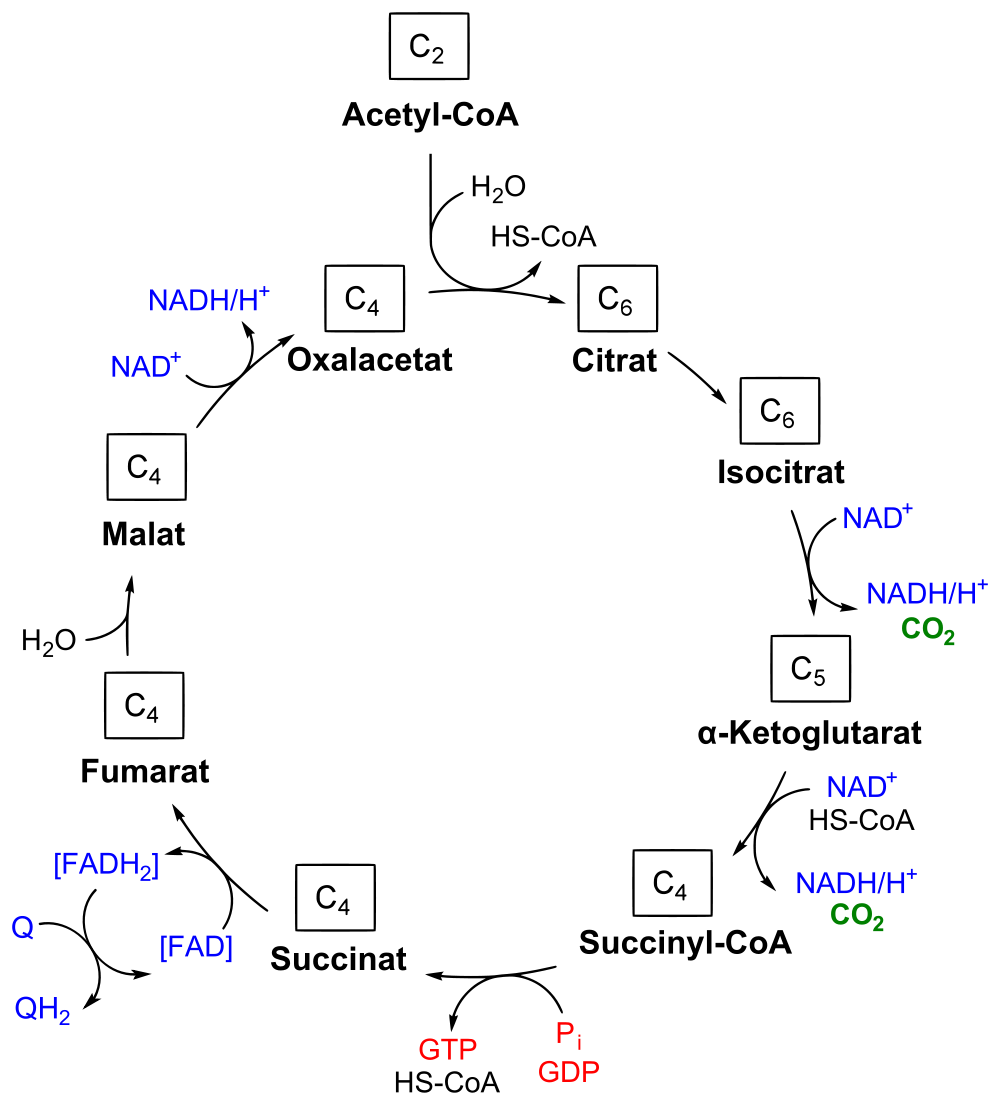 C₂
Acetyl-CoA
H₂O
HS-CoA
C₄
Oxalacetat
C₆
Citrat
C₆
Isocitrat
NAD⁺
NADH/H⁺
CO₂
C₅
α-Ketoglutarat
NAD⁺
HS-CoA
NADH/H⁺
CO₂
C₄
Succinyl-CoA
Pᵢ
GDP
GTP
HS-CoA
C₄
Succinat
[FAD]
[FADH₂]
Q
QH₂
C₄
Fumarat
H₂O
C₄
Malat
NAD⁺
NADH/H⁺